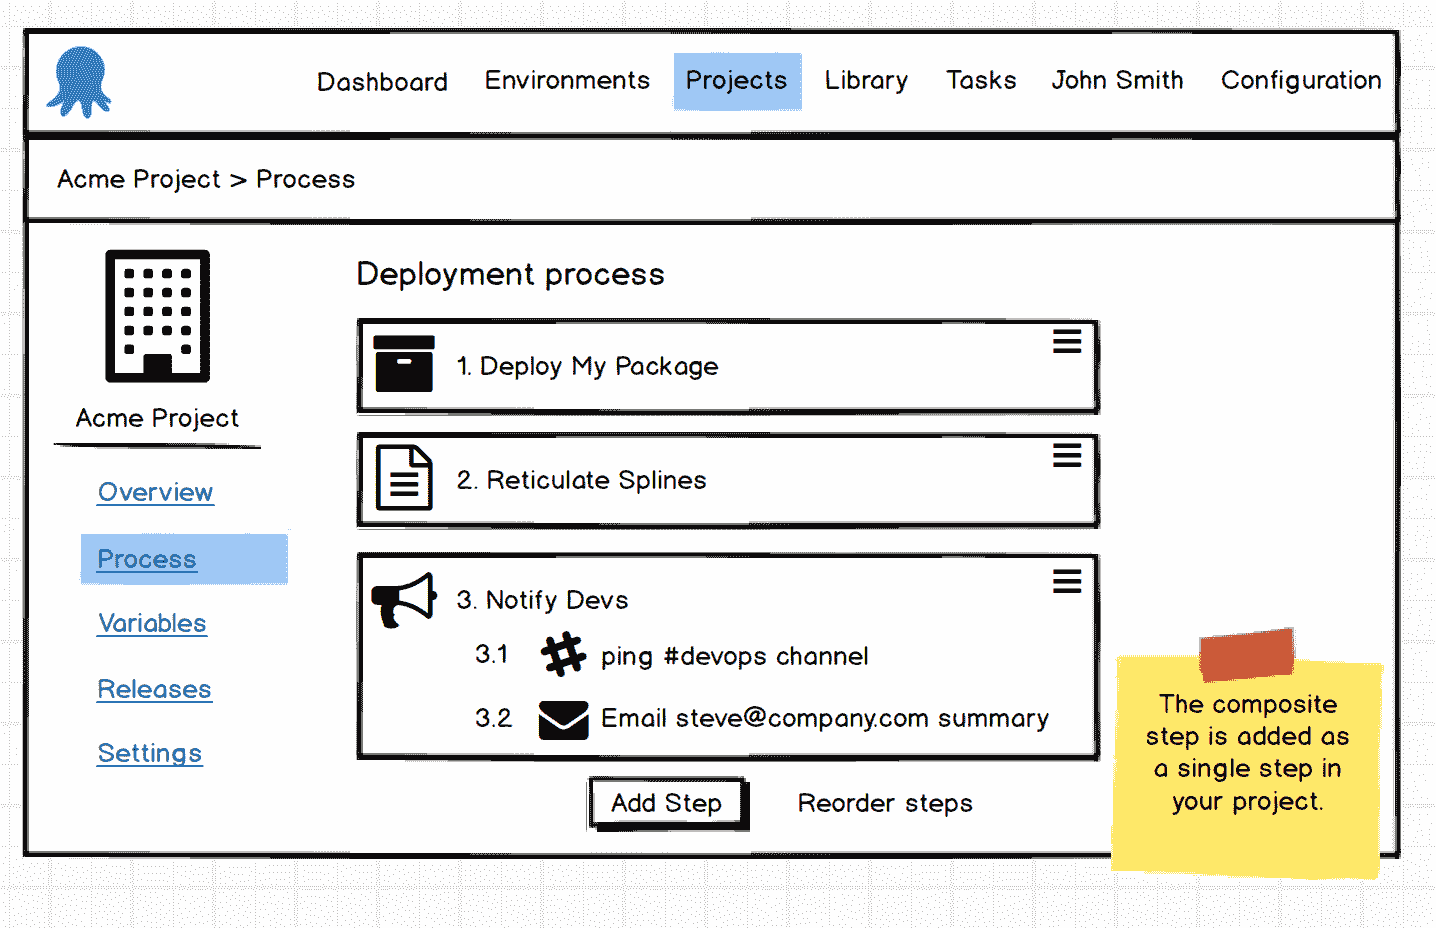 Dashboard Environments Projects Library Tasks John Smith Configuration
Acme Project > Process
Acme Project
Overview
Process
Variables
Releases
Settings
Deployment process
1. Deploy My Package
2. Reticulate Splines
3. Notify Devs
3.1 ping #devops channel
3.2 Email steve@company.com summary
Add Step Reorder steps
The composite
step is added as
a single step in
your project.